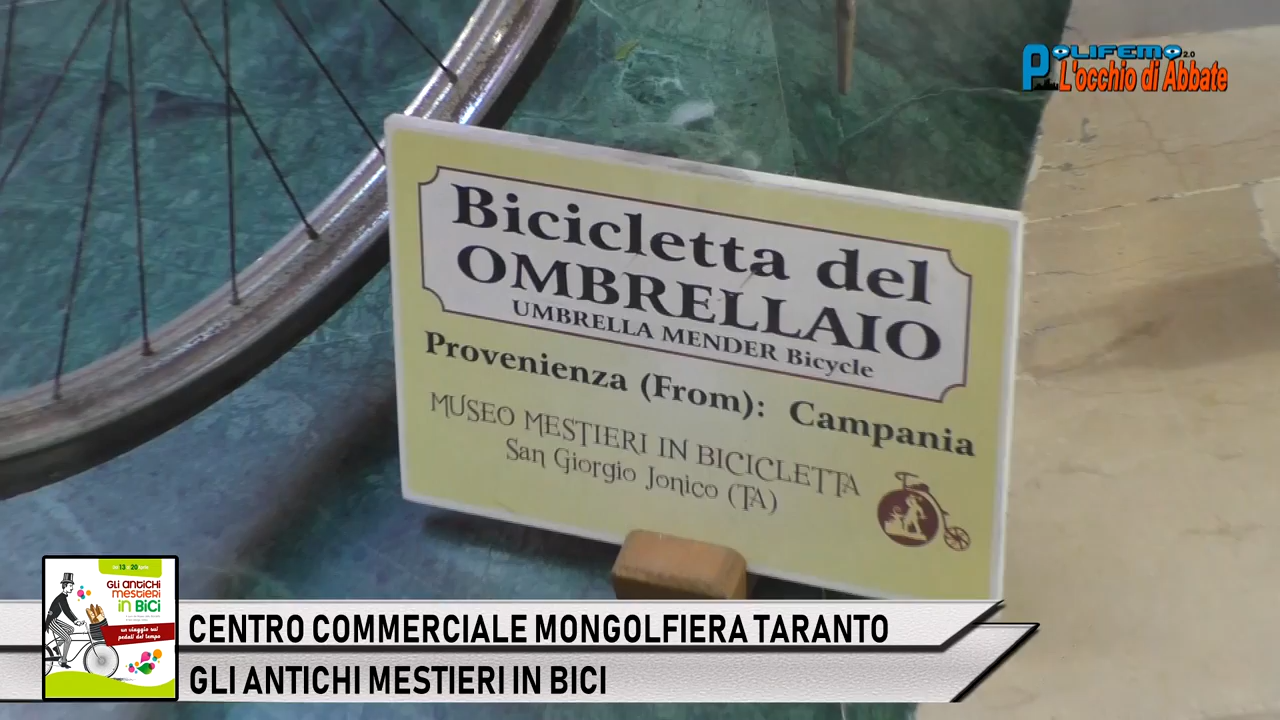 POLIFEMO 2.0
L'occhio di Abbate
Bicicletta del
OMBRELLAIO
UMBRELLA MENDER Bicycle
Provenienza (From): Campania
MUSEO MESTIERI IN BICICLETTA
San Giorgio Jonico (TA)
GLI ANTICHI
mestieri
in BICI
un viaggio sui
pedali del tempo
CENTRO COMMERCIALE MONGOLFIERA TARANTO
GLI ANTICHI MESTIERI IN BICI